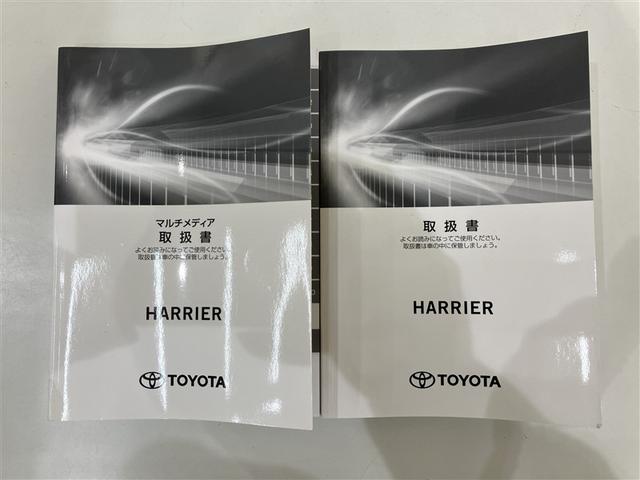 マルチメディア
取扱書
よくお読みになってご使用ください。
取扱書は車の中に保管しましょう。
HARRIER
TOYOTA
取扱書
よくお読みになってご使用ください。
取扱書は車の中に保管しましょう。
HARRIER
TOYOTA